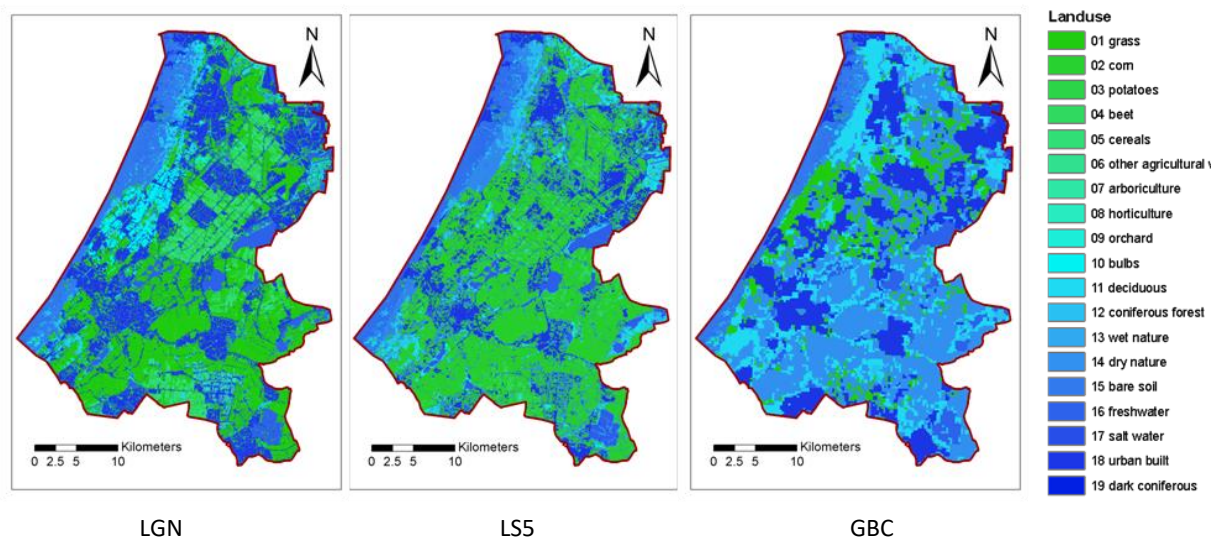 N
N
N
Kilometers
0 2.5 5 10
Kilometers
0 2.5 5 10
Kilometers
0 2.5 5 10
Landuse
01 grass
02 corn
03 potatoes
04 beet
05 cereals
06 other agricultural
07 arboriculture
08 horticulture
09 orchard
10 bulbs
11 deciduous
12 coniferous forest
13 wet nature
14 dry nature
15 bare soil
16 freshwater
17 salt water
18 urban built
19 dark coniferous
LGN
LS5
GBC